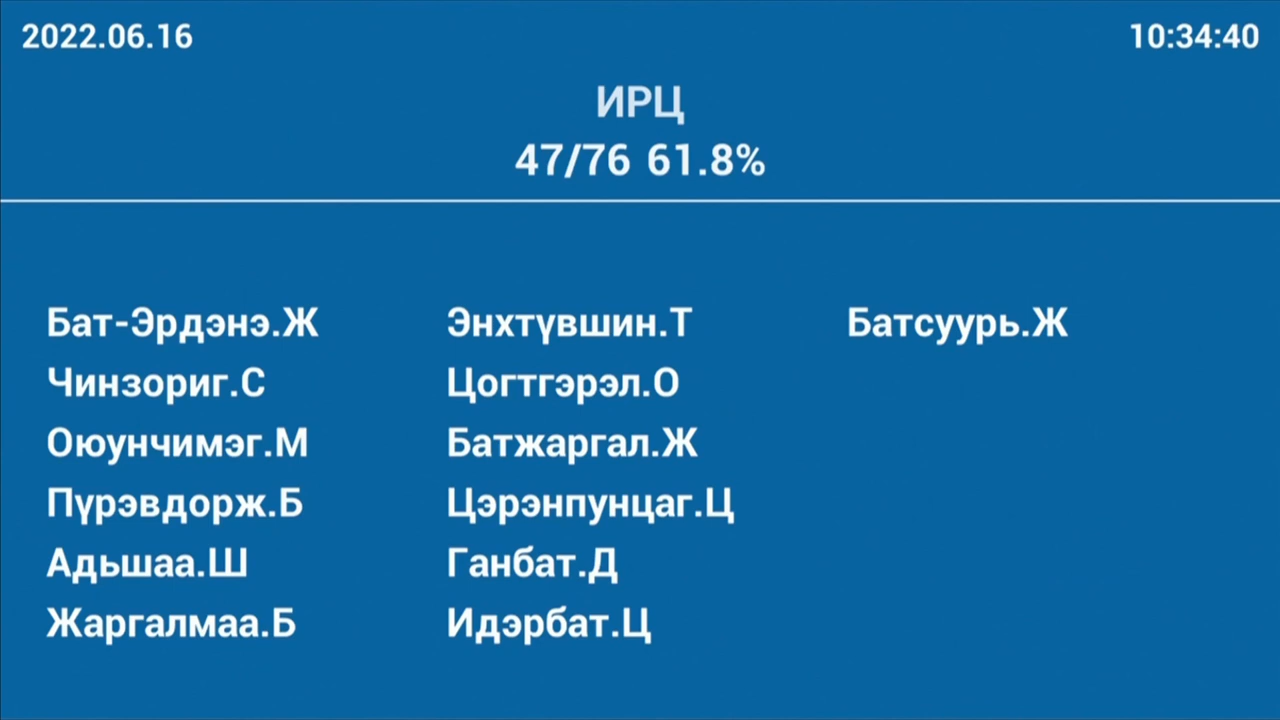 2022.06.16
10:34:40
ИРЦ
47/76 61.8%
Бат-Эрдэнэ.Ж
Чинзориг.С
Оюунчимэг.М
Пүрэвдорж.Б
Адьшаа.Ш
Жаргалмаа.Б
Энхтүвшин.Т
Цогтгэрэл.О
Батжаргал.Ж
Цэрэнпунцаг.Ц
Ганбат.Д
Идэрбат.Ц
Батсуурь.Ж